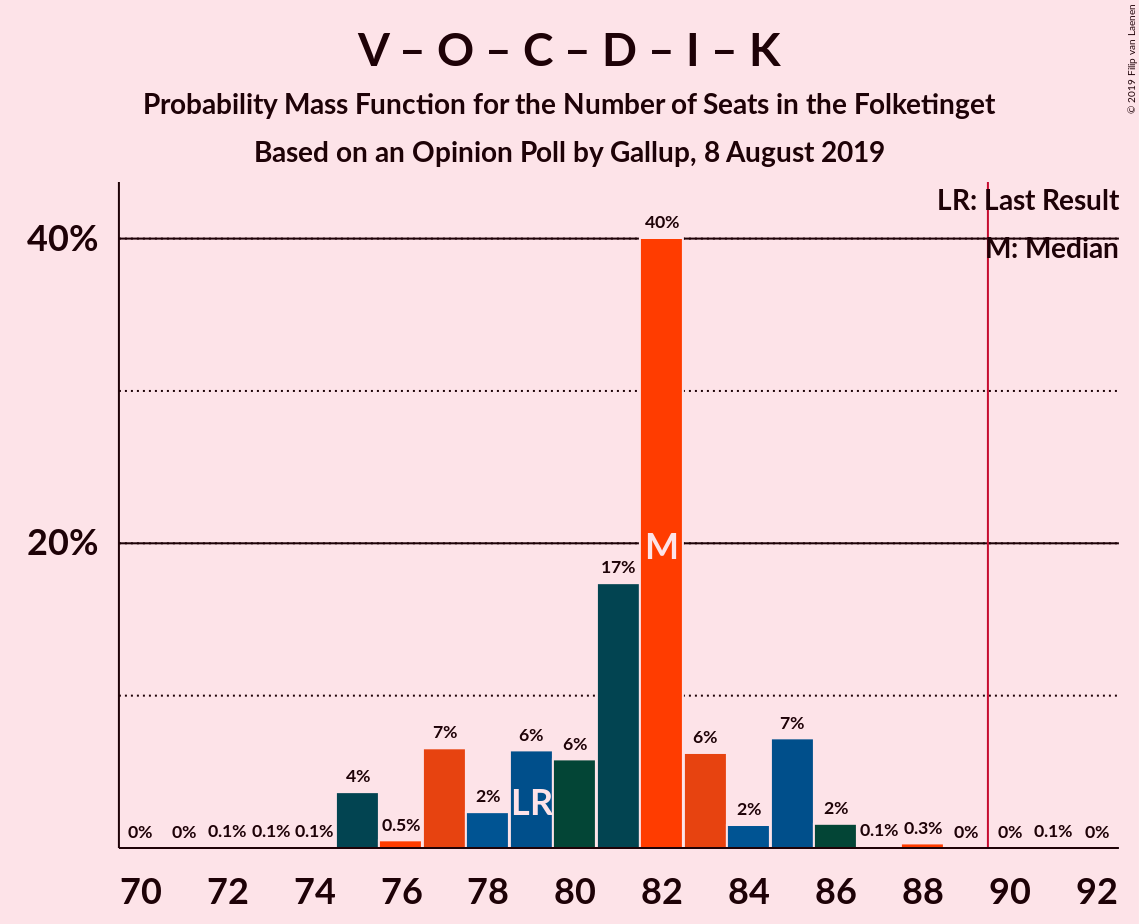 V – O – C – D – I – K
Probability Mass Function for the Number of Seats in the Folketinget
Based on an Opinion Poll by Gallup, 8 August 2019
© 2019 Filip van Laenen
LR: Last Result
M: Median
40%
20%
0% 0% 0.1% 0.1% 0.1% 4% 0.5% 7% 2% 6% 6% 17% 40% 6% 2% 7% 2% 0.1% 0.3% 0% 0% 0.1% 0%
LR
M
70 72 74 76 78 80 82 84 86 88 90 92